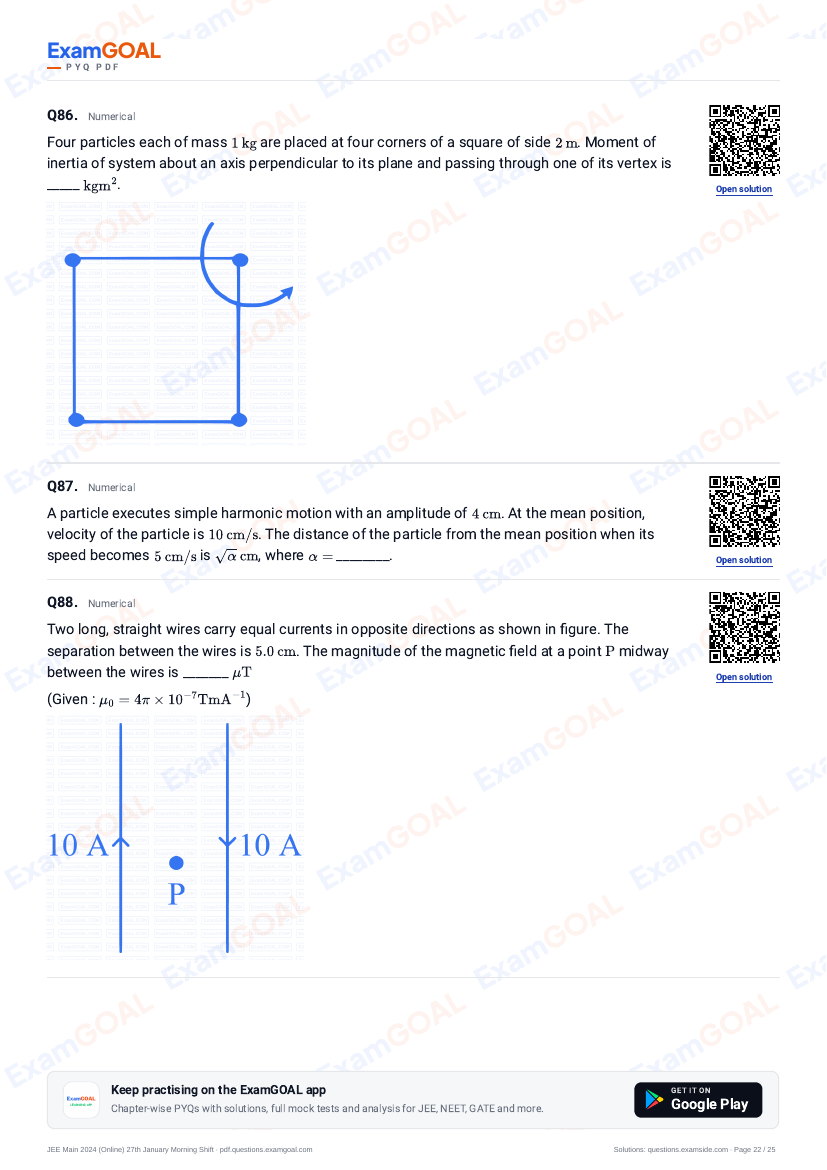 ExamGOAL
PYQ PDF
Q86. Numerical
Four particles each of mass 1 kg are placed at four corners of a square of side 2 m. Moment of
inertia of system about an axis perpendicular to its plane and passing through one of its vertex is
_____ kgm².
Open solution
Q87. Numerical
A particle executes simple harmonic motion with an amplitude of 4 cm. At the mean position,
velocity of the particle is 10 cm/s. The distance of the particle from the mean position when its
speed becomes 5 cm/s is √α cm, where α = ________.
Open solution
Q88. Numerical
Two long, straight wires carry equal currents in opposite directions as shown in figure. The
separation between the wires is 5.0 cm. The magnitude of the magnetic field at a point P midway
between the wires is _______ μT
(Given : μ₀ = 4π × 10⁻⁷TmA⁻¹)
Open solution
10 A
10 A
P
Keep practising on the ExamGOAL app
Chapter-wise PYQs with solutions, full mock tests and analysis for JEE, NEET, GATE and more.
GET IT ON
Google Play
JEE Main 2024 (Online) 27th January Morning Shift · pdf.questions.examgoal.com
Solutions: questions.examside.com · Page 22 / 25